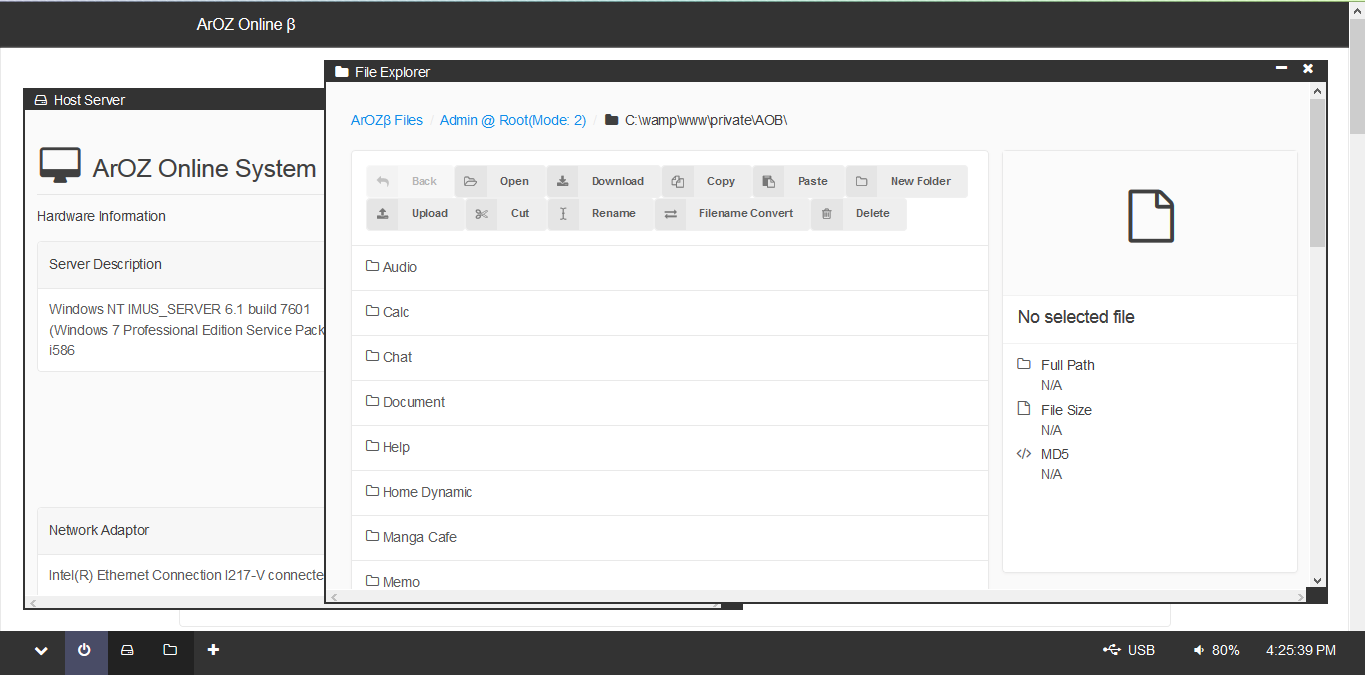 ArOZ Online β
File Explorer
Host Server
ArOZβ Files / Admin @ Root(Mode: 2) / C:\wamp\www\private\AOB\
ArOZ Online System
Hardware Information
Server Description
Windows NT IMUS_SERVER 6.1 build 7601
(Windows 7 Professional Edition Service Pack
i586
Network Adaptor
Intel(R) Ethernet Connection I217-V connecte
Back Open Download Copy Paste New Folder
Upload Cut Rename Filename Convert Delete
Audio
Calc
Chat
Document
Help
Home Dynamic
Manga Cafe
Memo
No selected file
Full Path
N/A
File Size
N/A
MD5
N/A
USB 80% 4:25:39 PM